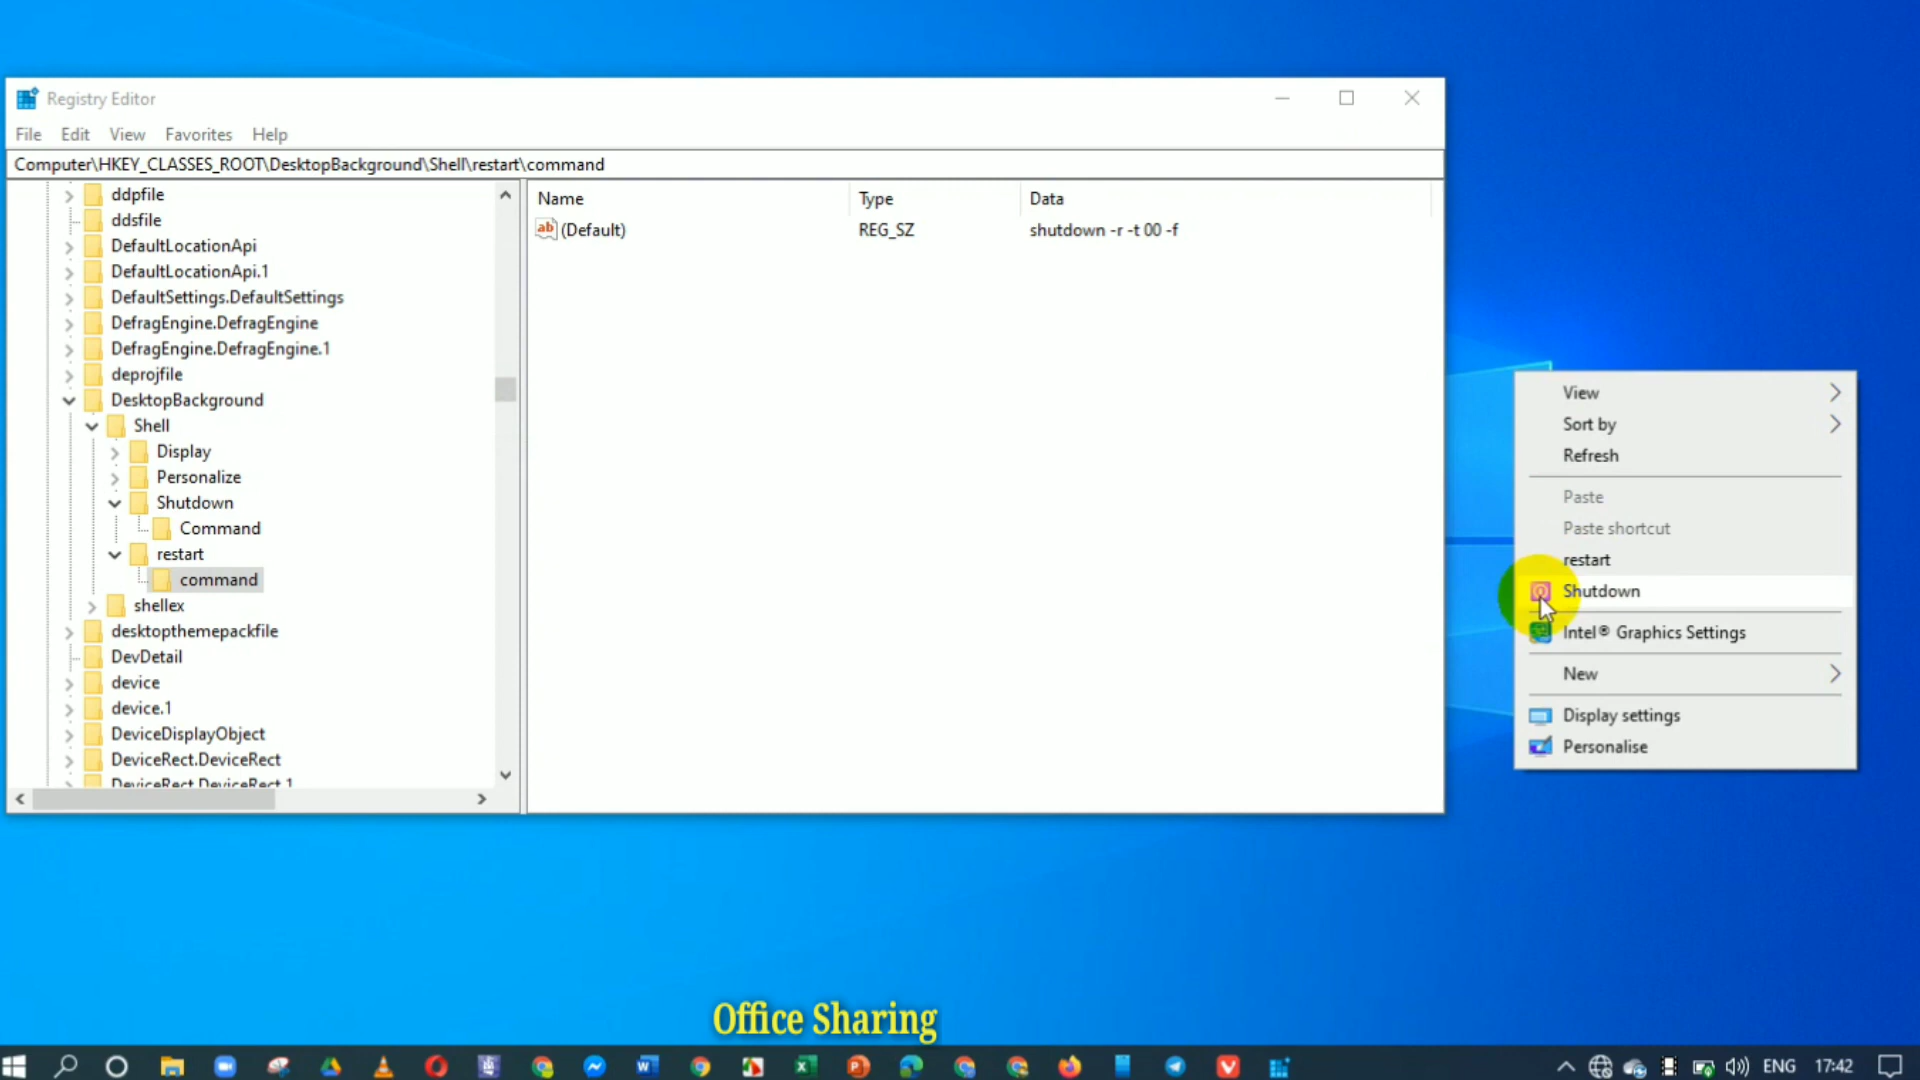 Registry Editor
File Edit View Favorites Help
Computer\HKEY_CLASSES_ROOT\DesktopBackground\Shell\restart\command
ddpfile
ddsfile
DefaultLocationApi
DefaultLocationApi.1
DefaultSettings.DefaultSettings
DefragEngine.DefragEngine
DefragEngine.DefragEngine.1
deprojfile
DesktopBackground
Shell
Display
Personalize
Shutdown
Command
restart
command
shellex
desktopthemepackfile
DevDetail
device
device.1
DeviceDisplayObject
DeviceRect.DeviceRect
DeviceRect.DeviceRect.1
Name Type Data
(Default) REG_SZ shutdown -r -t 00 -f
View
Sort by
Refresh
Paste
Paste shortcut
restart
Shutdown
Intel® Graphics Settings
New
Display settings
Personalise
Office Sharing
ENG 17:42